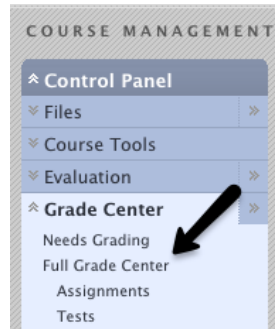 COURSE MANAGEMENT
Control Panel
Files
Course Tools
Evaluation
Grade Center
Needs Grading
Full Grade Center
Assignments
Tests